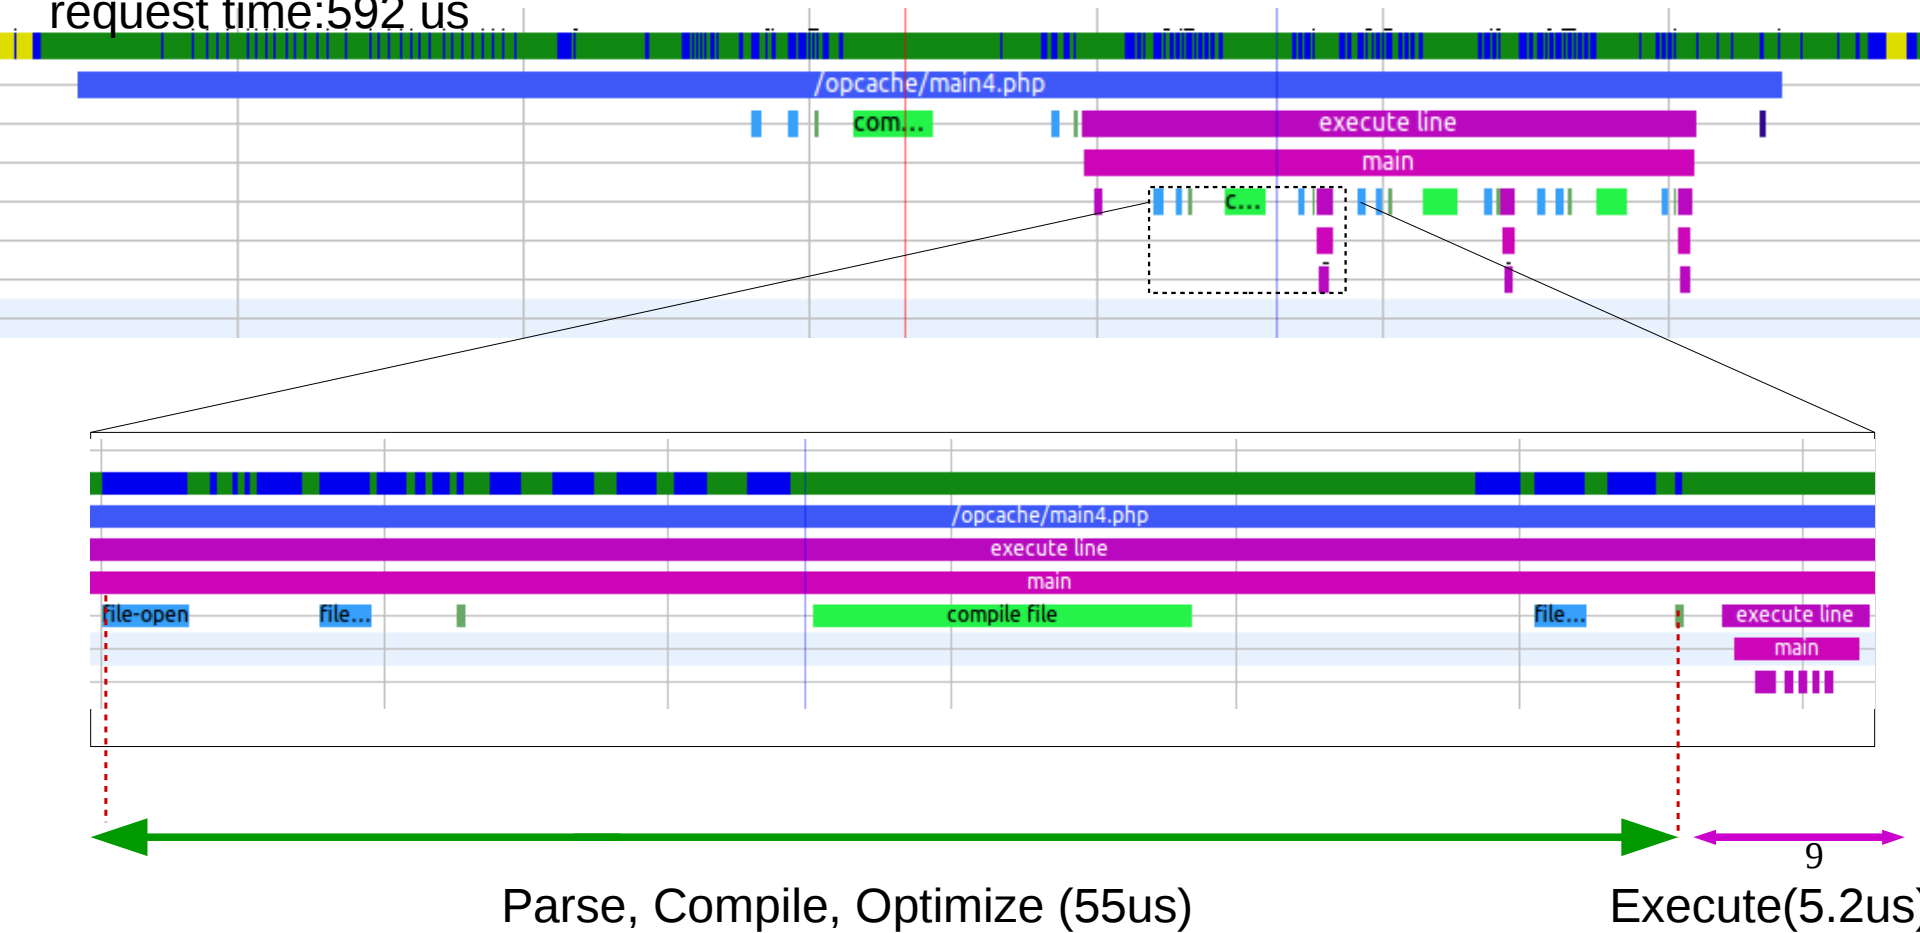 request time:592 us
/opcache/main4.php
com...
execute line
main
c...
/opcache/main4.php
execute line
main
file-open
file...
compile file
file...
execute line
main
9
Parse, Compile, Optimize (55us)
Execute(5.2us)